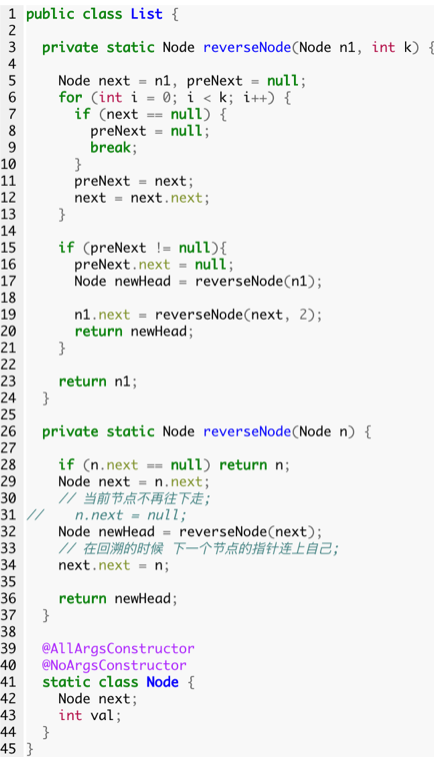 1 public class List {
2
3   private static Node reverseNode(Node n1, int k) {
4
5     Node next = n1, preNext = null;
6     for (int i = 0; i < k; i++) {
7       if (next == null) {
8         preNext = null;
9         break;
10       }
11       preNext = next;
12       next = next.next;
13     }
14
15     if (preNext != null){
16       preNext.next = null;
17       Node newHead = reverseNode(n1);
18
19       n1.next = reverseNode(next, 2);
20       return newHead;
21     }
22
23     return n1;
24   }
25
26   private static Node reverseNode(Node n) {
27
28     if (n.next == null) return n;
29     Node next = n.next;
30     // 当前节点不再往下走;
31 //    n.next = null;
32     Node newHead = reverseNode(next);
33     // 在回溯的时候 下一个节点的指针连上自己;
34     next.next = n;
35
36     return newHead;
37   }
38
39   @AllArgsConstructor
40   @NoArgsConstructor
41   static class Node {
42     Node next;
43     int val;
44   }
45 }